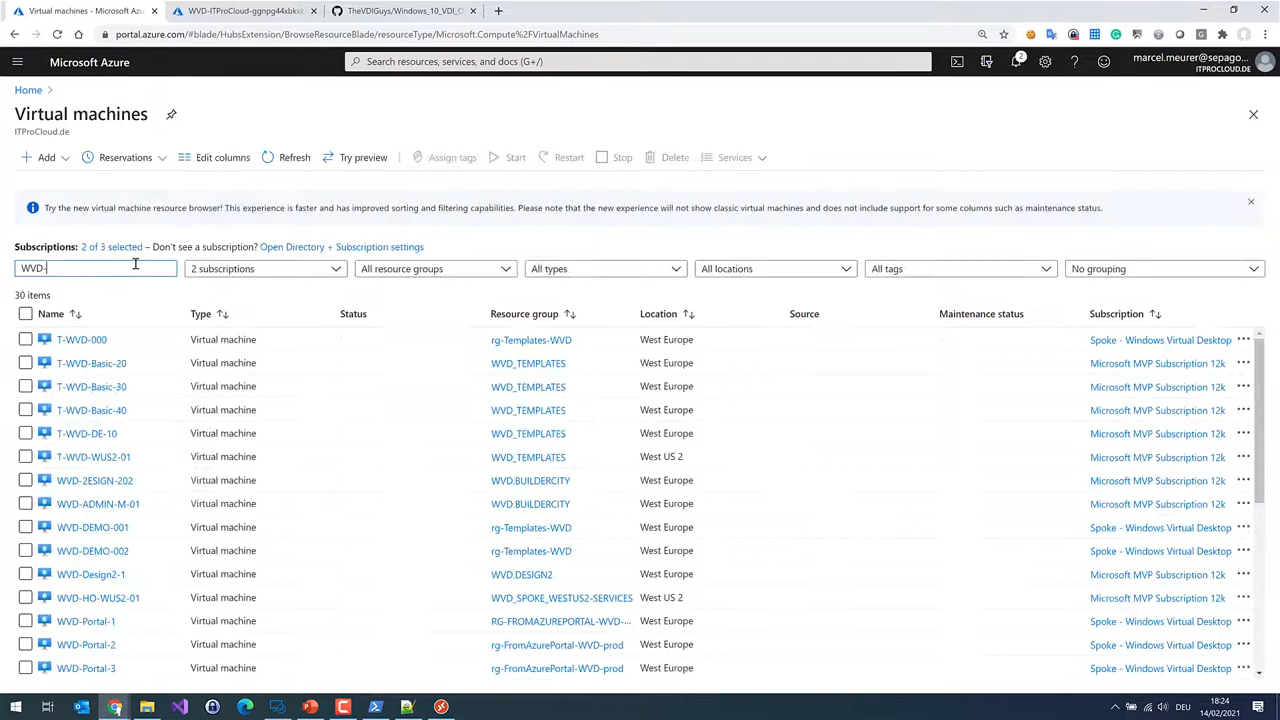 Virtual machines - Microsoft Azu
WVD-ITProCloud-ggnpg44xbkxi
TheVDIGuys/Windows_10_VDI_O
portal.azure.com/#blade/HubsExtension/BrowseResourceBlade/resourceType/Microsoft.Compute%2FVirtualMachines
Microsoft Azure
Search resources, services, and docs (G+/)
2
marcel.meurer@sepago...
ITPROCLOUD.DE
Home >
Virtual machines
ITProCloud.de
Add
Reservations
Edit columns
Refresh
Try preview
Assign tags
Start
Restart
Stop
Delete
Services
Try the new virtual machine resource browser! This experience is faster and has improved sorting and filtering capabilities. Please note that the new experience will not show classic virtual machines and does not include support for some columns such as maintenance status.
Subscriptions: 2 of 3 selected – Don't see a subscription? Open Directory + Subscription settings
WVD-
2 subscriptions
All resource groups
All types
All locations
All tags
No grouping
30 items
Name Type Status Resource group Location Source Maintenance status Subscription
T-WVD-000 Virtual machine rg-Templates-WVD West Europe Spoke - Windows Virtual Desktop ...
T-WVD-Basic-20 Virtual machine WVD_TEMPLATES West Europe Microsoft MVP Subscription 12k ...
T-WVD-Basic-30 Virtual machine WVD_TEMPLATES West Europe Microsoft MVP Subscription 12k ...
T-WVD-Basic-40 Virtual machine WVD_TEMPLATES West Europe Microsoft MVP Subscription 12k ...
T-WVD-DE-10 Virtual machine WVD_TEMPLATES West Europe Microsoft MVP Subscription 12k ...
T-WVD-WUS2-01 Virtual machine WVD_TEMPLATES West US 2 Microsoft MVP Subscription 12k ...
WVD-2ESIGN-202 Virtual machine WVD.BUILDERCITY West Europe Microsoft MVP Subscription 12k ...
WVD-ADMIN-M-01 Virtual machine WVD.BUILDERCITY West Europe Microsoft MVP Subscription 12k ...
WVD-DEMO-001 Virtual machine rg-Templates-WVD West Europe Spoke - Windows Virtual Desktop ...
WVD-DEMO-002 Virtual machine rg-Templates-WVD West Europe Spoke - Windows Virtual Desktop ...
WVD-Design2-1 Virtual machine WVD.DESIGN2 West Europe Microsoft MVP Subscription 12k ...
WVD-HO-WUS2-01 Virtual machine WVD_SPOKE_WESTUS2-SERVICES West US 2 Microsoft MVP Subscription 12k ...
WVD-Portal-1 Virtual machine RG-FROMAZUREPORTAL-WVD-... West Europe Spoke - Windows Virtual Desktop ...
WVD-Portal-2 Virtual machine rg-FromAzurePortal-WVD-prod West Europe Spoke - Windows Virtual Desktop ...
WVD-Portal-3 Virtual machine rg-FromAzurePortal-WVD-prod West Europe Spoke - Windows Virtual Desktop ...
DEU
18:24
14/02/2021